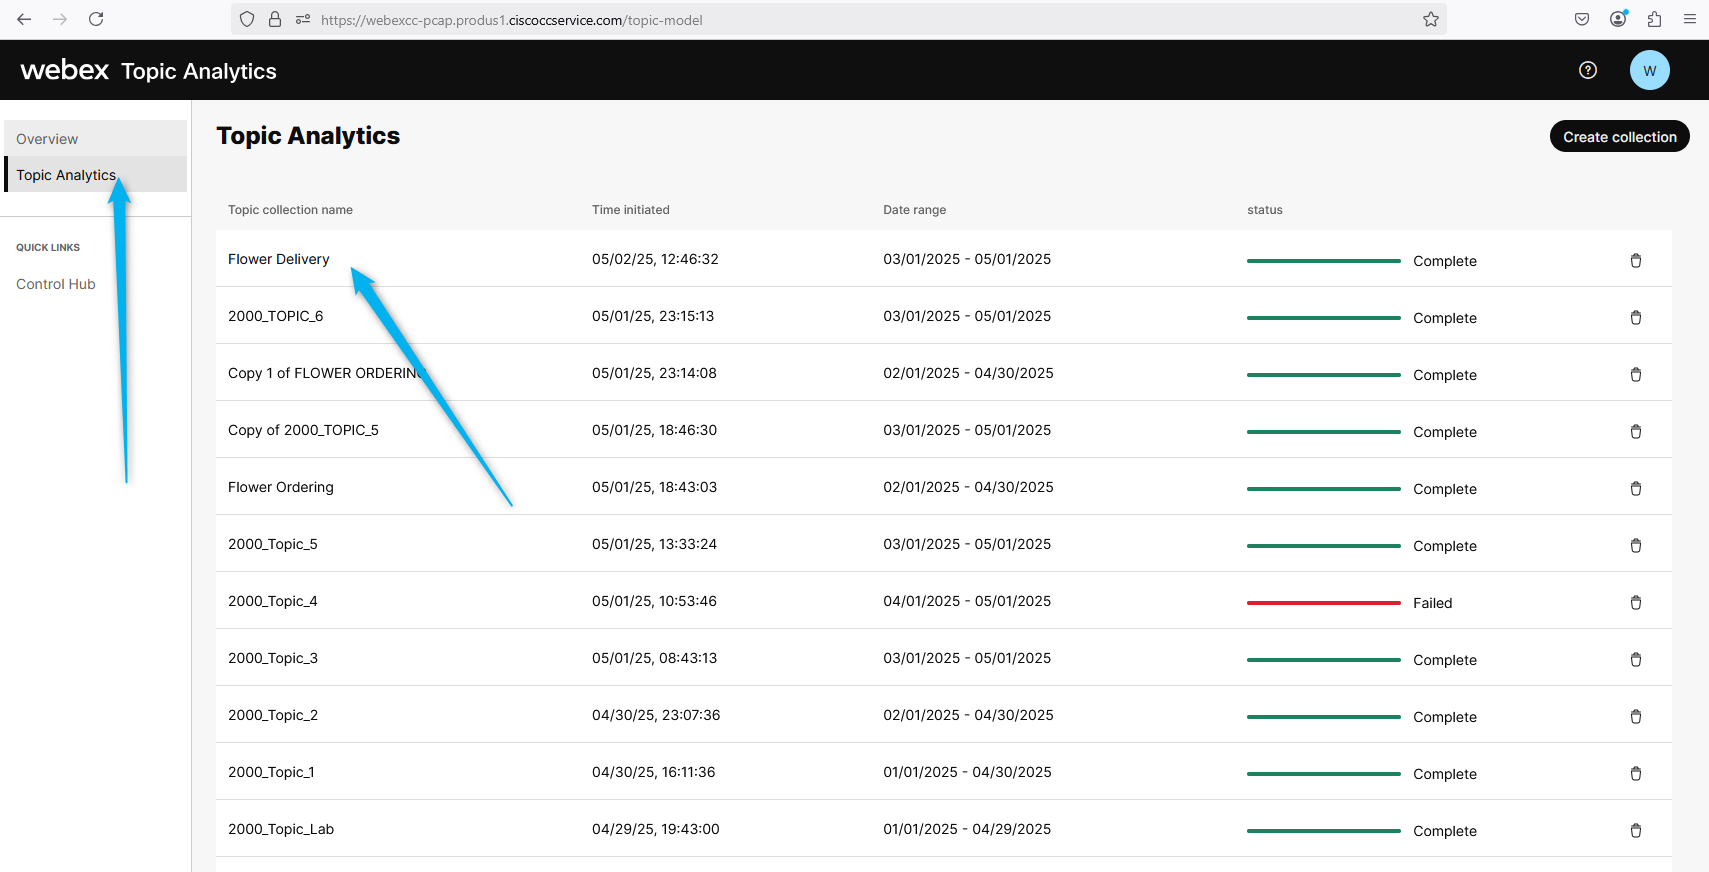 https://webexcc-pcap.produs1.ciscoccservice.com/topic-model
webex Topic Analytics
W
Overview
Topic Analytics
QUICK LINKS
Control Hub
Topic Analytics
Create collection
Topic collection name Time initiated Date range status
Flower Delivery 05/02/25, 12:46:32 03/01/2025 - 05/01/2025 Complete
2000_TOPIC_6 05/01/25, 23:15:13 03/01/2025 - 05/01/2025 Complete
Copy 1 of FLOWER ORDERING 05/01/25, 23:14:08 02/01/2025 - 04/30/2025 Complete
Copy of 2000_TOPIC_5 05/01/25, 18:46:30 03/01/2025 - 05/01/2025 Complete
Flower Ordering 05/01/25, 18:43:03 02/01/2025 - 04/30/2025 Complete
2000_Topic_5 05/01/25, 13:33:24 03/01/2025 - 05/01/2025 Complete
2000_Topic_4 05/01/25, 10:53:46 04/01/2025 - 05/01/2025 Failed
2000_Topic_3 05/01/25, 08:43:13 03/01/2025 - 05/01/2025 Complete
2000_Topic_2 04/30/25, 23:07:36 02/01/2025 - 04/30/2025 Complete
2000_Topic_1 04/30/25, 16:11:36 01/01/2025 - 04/30/2025 Complete
2000_Topic_Lab 04/29/25, 19:43:00 01/01/2025 - 04/29/2025 Complete